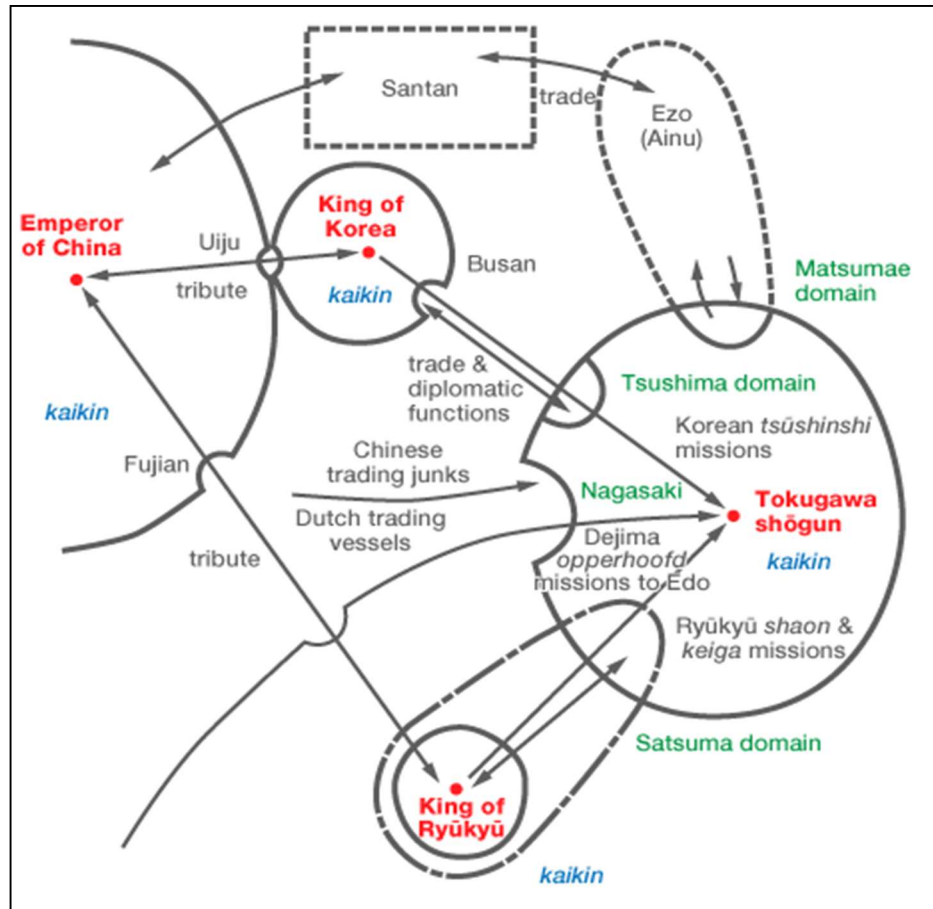 Santan
trade
Ezo
(Ainu)
Emperor
of China
Uiju
tribute
King of
Korea
kaikin
Busan
Matsumae
domain
trade &
diplomatic
functions
Tsushima domain
Korean tsūshinshi
missions
kaikin
Fujian
Chinese
trading junks
Dutch trading
vessels
Nagasaki
Tokugawa
shōgun
kaikin
Dejima
opperhoofd
missions to Edo
tribute
Ryūkyū shaon &
keiga missions
Satsuma domain
King of
Ryūkyū
kaikin